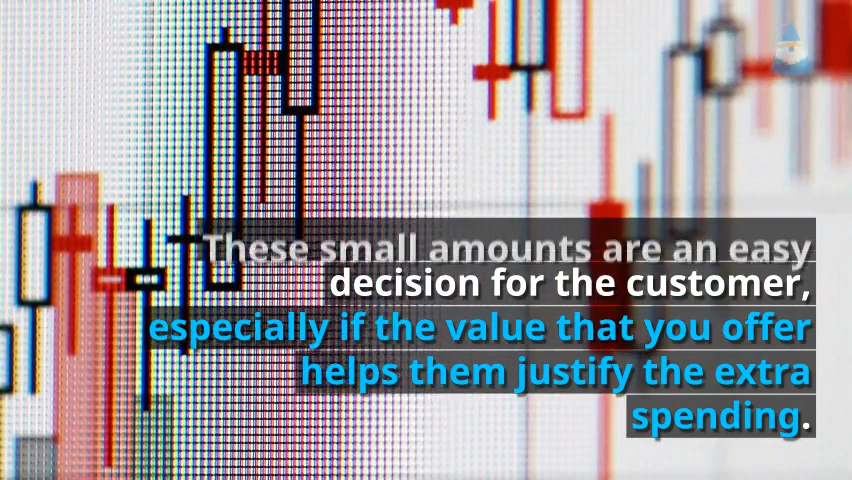 These small amounts are an easy
decision for the customer,
especially if the value that you offer
helps them justify the extra
spending.